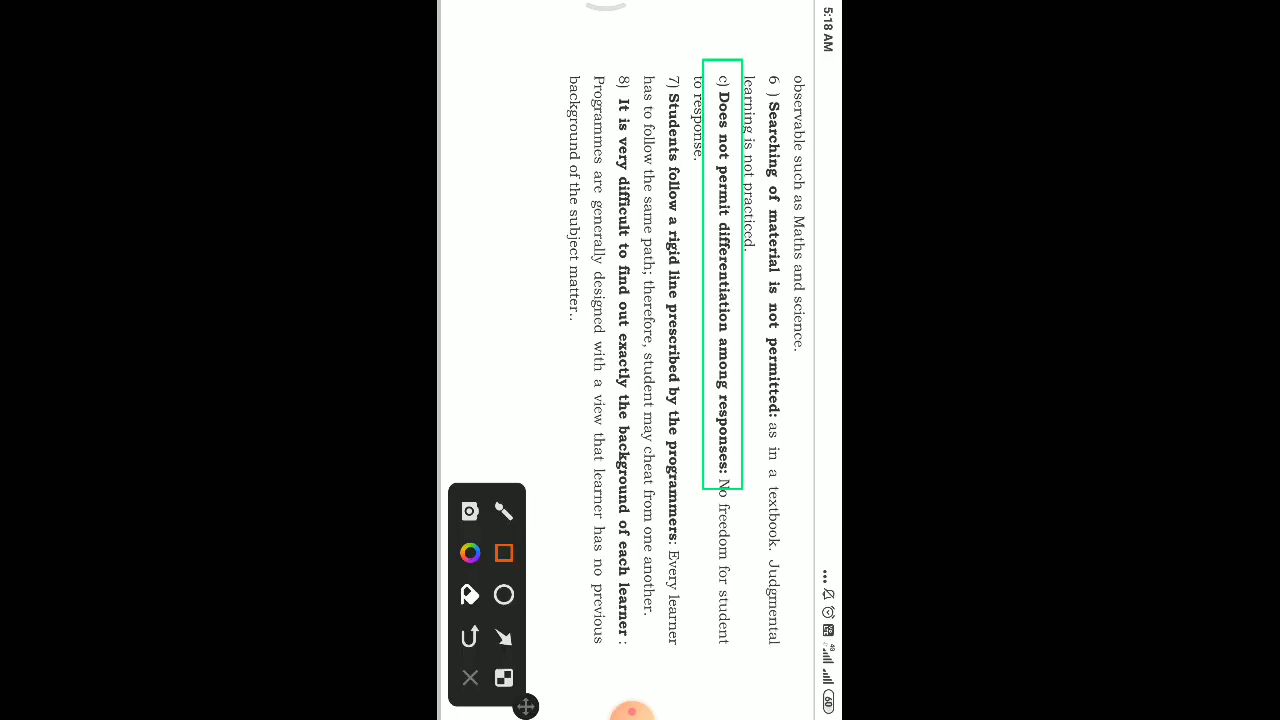 5:18 AM
4G
60
observable such as Maths and science.
6 ) Searching of material is not permitted: as in a textbook. Judgmental
learning is not practiced.
c) Does not permit differentiation among responses: No freedom for student
to response.
7) Students follow a rigid line prescribed by the programmers: Every learner
has to follow the same path; therefore, student may cheat from one another.
8) It is very difficult to find out exactly the background of each learner :
Programmes are generally designed with a view that learner has no previous
background of the subject matter..